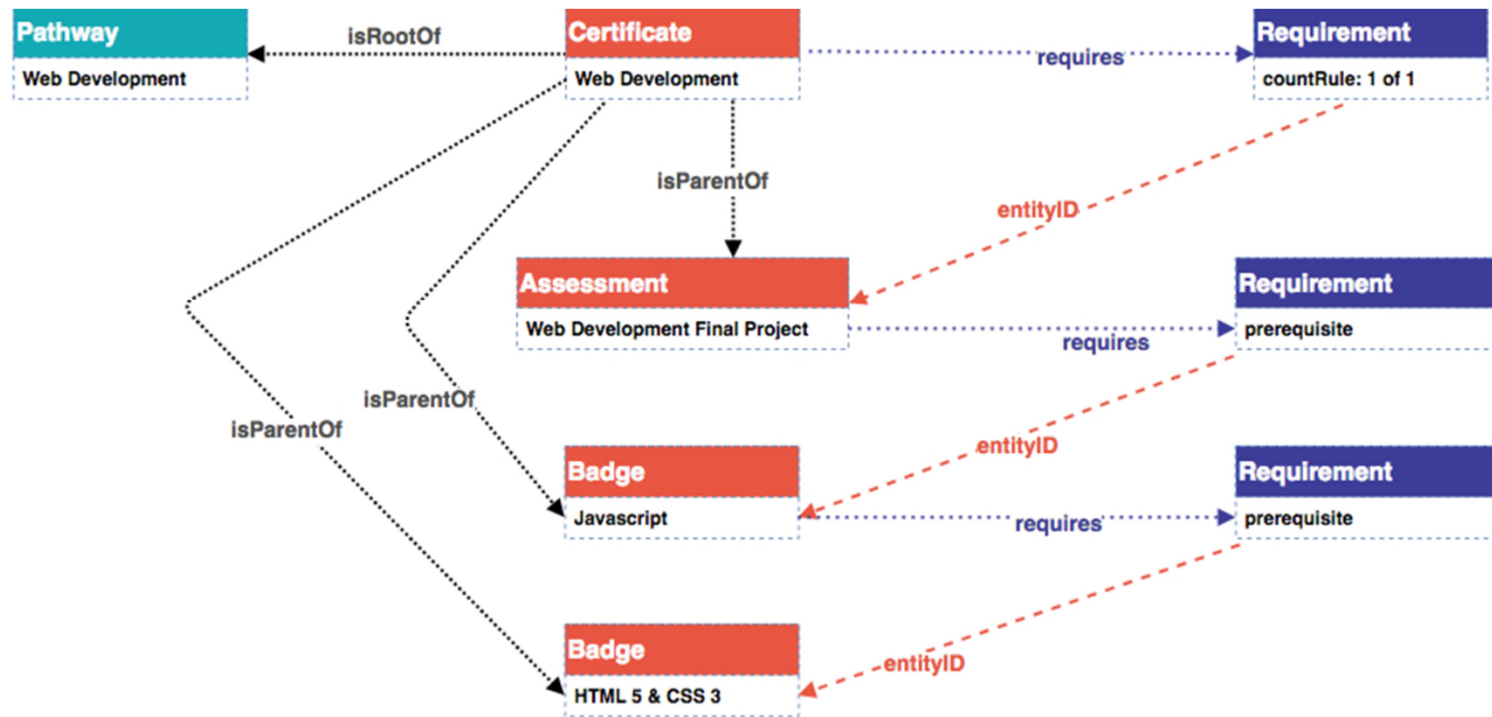 Pathway
isRootOf
Certificate
requires
Requirement
Web Development
Web Development
countRule: 1 of 1
isParentOf
entityID
Assessment
Requirement
Web Development Final Project
requires
prerequisite
isParentOf
isParentOf
entityID
Badge
Requirement
Javascript
requires
prerequisite
Badge
entityID
HTML 5 & CSS 3